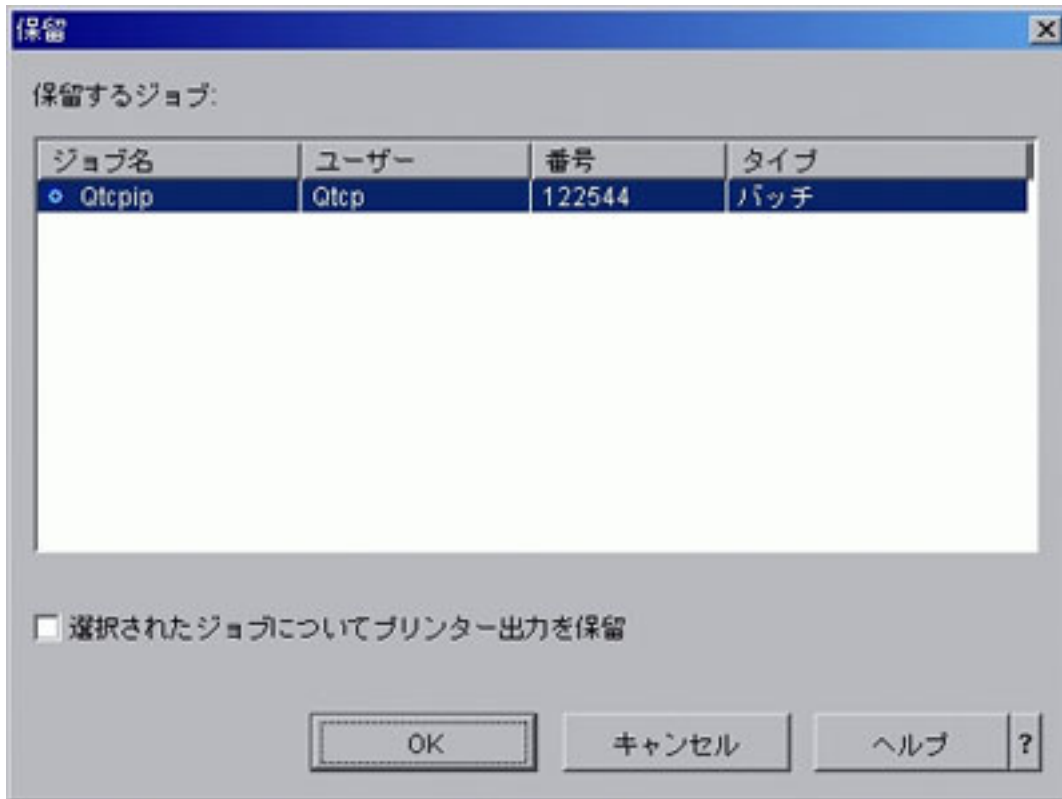 保留
保留するジョブ:
ジョブ名 ユーザー 番号 タイプ
Qtcpip Qtcp 122544 バッチ
選択されたジョブについてプリンター出力を保留
OK キャンセル ヘルプ ?